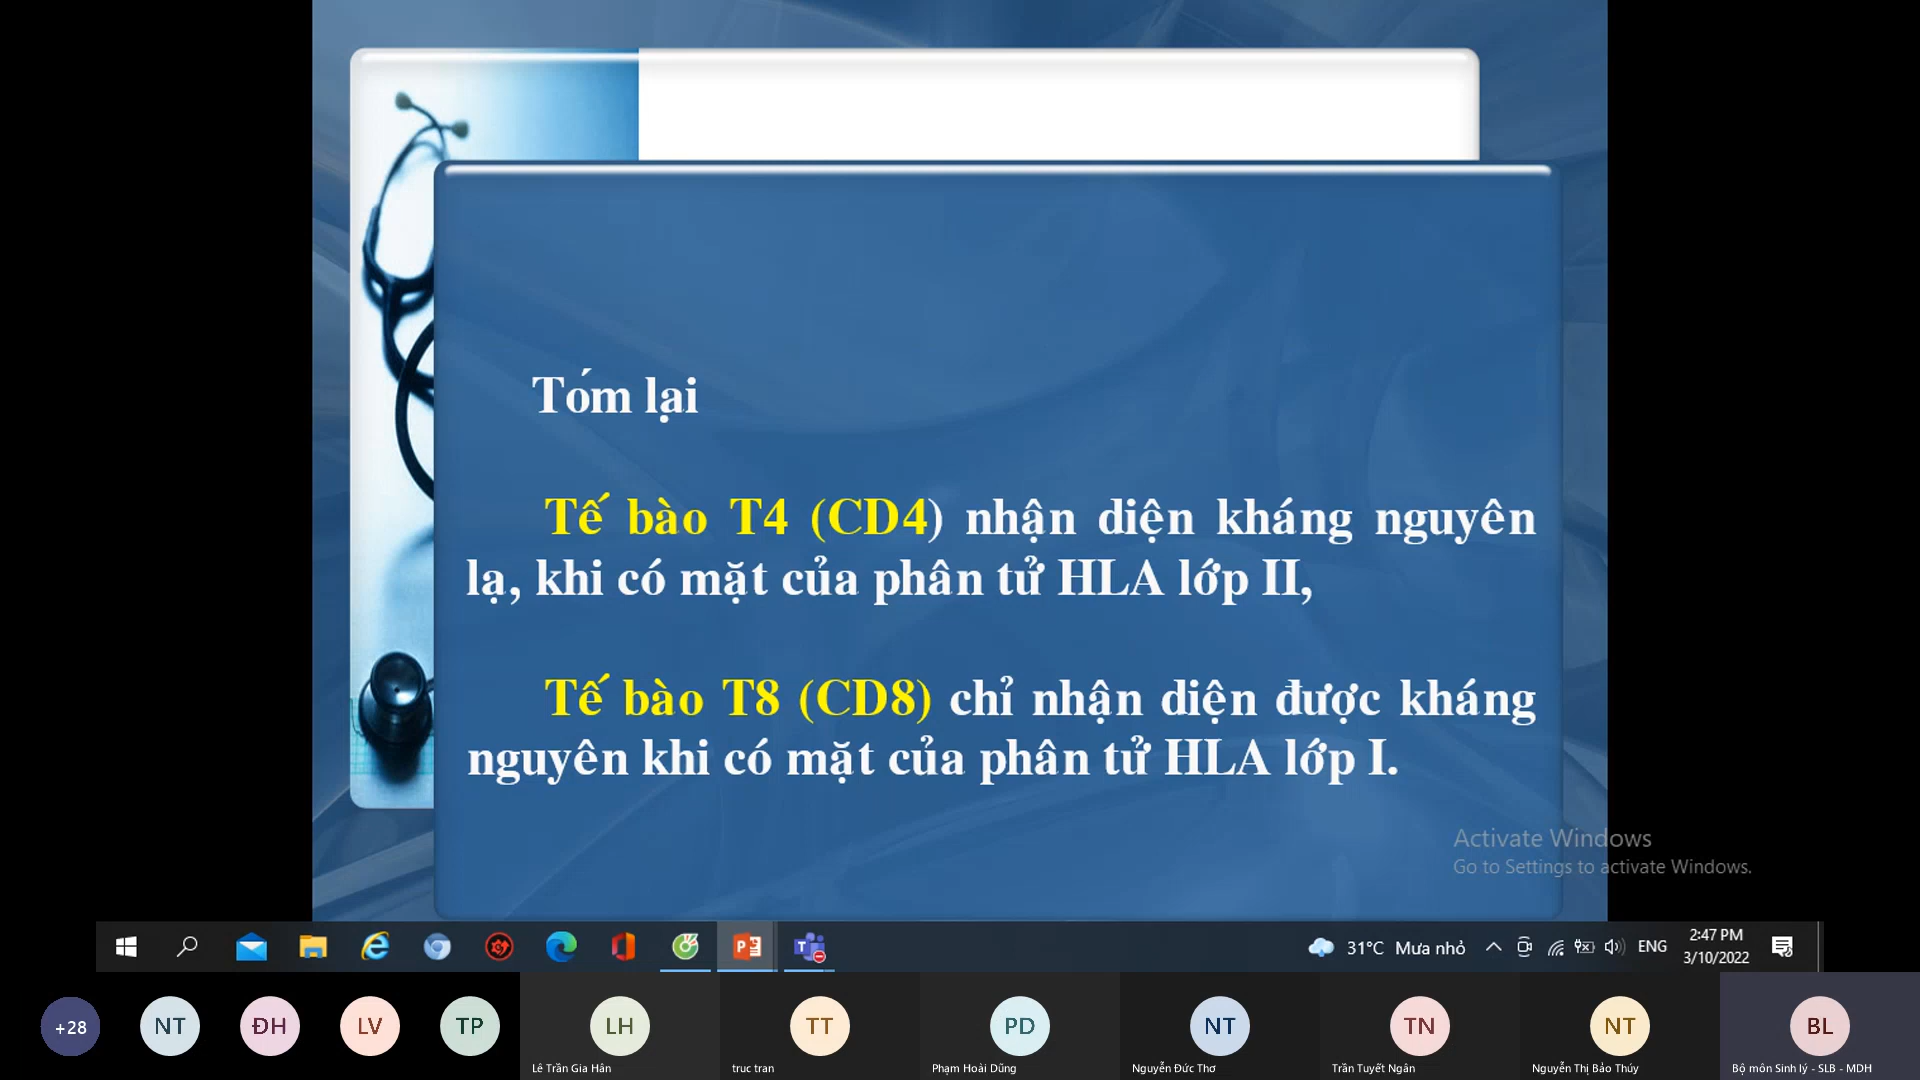 Tóm lại
Tế bào T4 (CD4) nhận diện kháng nguyên
lạ, khi có mặt của phân tử HLA lớp II,
Tế bào T8 (CD8) chỉ nhận diện được kháng
nguyên khi có mặt của phân tử HLA lớp I.
Activate Windows
Go to Settings to activate Windows.
31°C Mưa nhỏ
ENG
2:47 PM
3/10/2022
+28
NT
ĐH
LV
TP
LH
TT
PD
NT
TN
NT
BL
Lê Trần Gia Hân
truc tran
Phạm Hoài Dũng
Nguyễn Đức Thơ
Trần Tuyết Ngân
Nguyễn Thị Bảo Thúy
Bộ môn Sinh lý - SLB - MDH